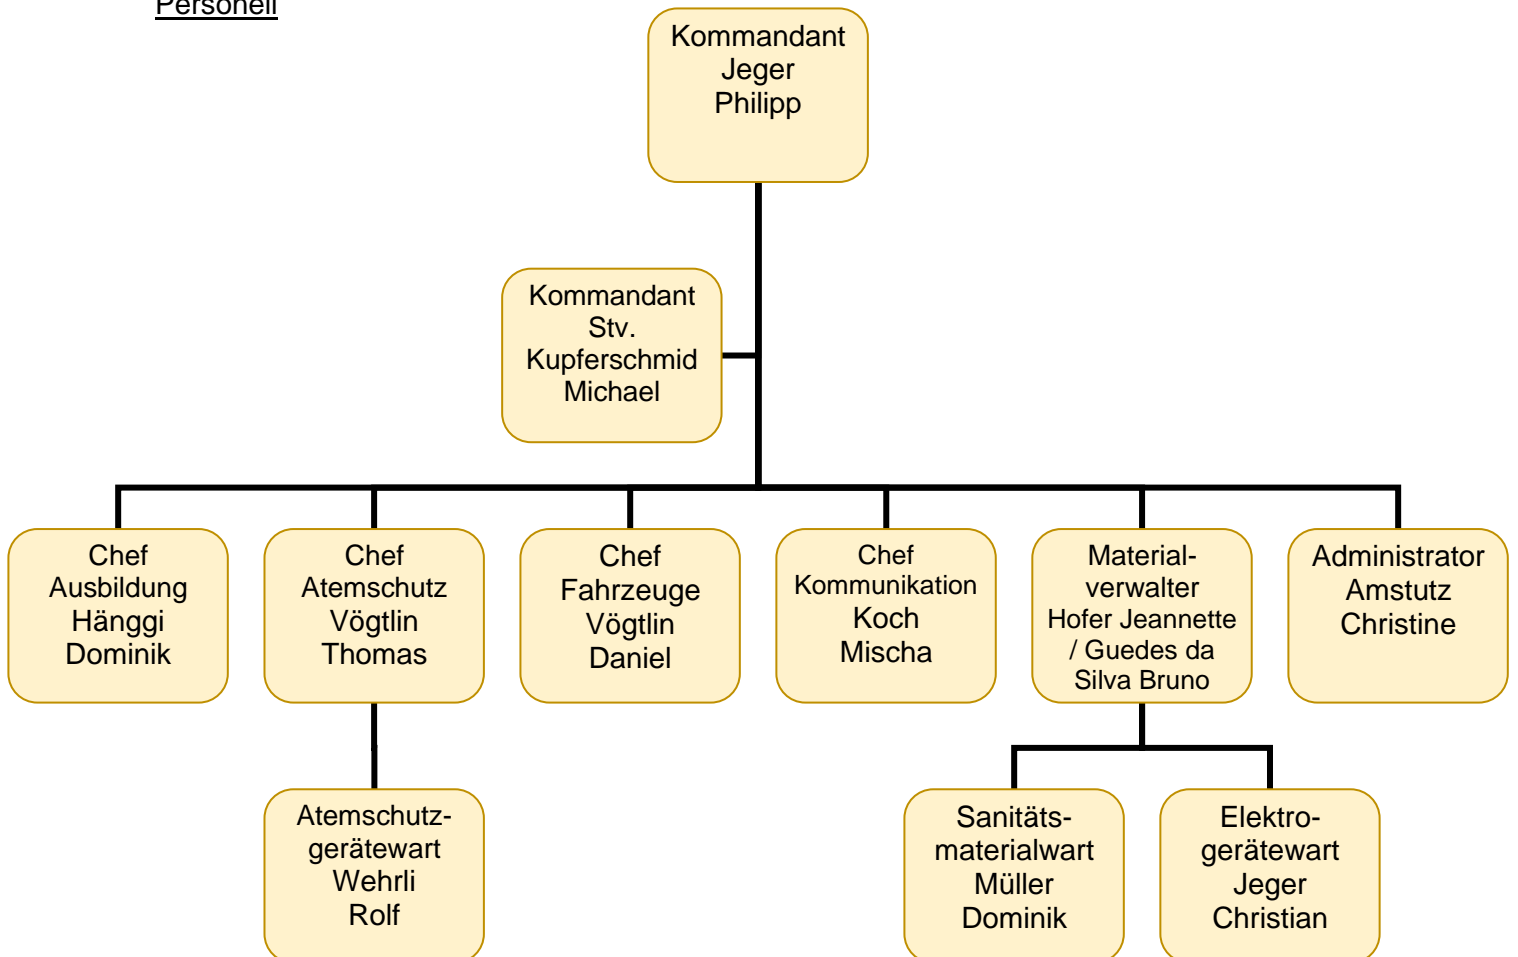 Personell
Kommandant
Jeger
Philipp
Kommandant
Stv.
Kupferschmid
Michael
Chef
Ausbildung
Hänggi
Dominik
Chef
Atemschutz
Vögtlin
Thomas
Chef
Fahrzeuge
Vögtlin
Daniel
Chef
Kommunikation
Koch
Mischa
Material-
verwalter
Hofer Jeannette
/ Guedes da
Silva Bruno
Administrator
Amstutz
Christine
Atemschutz-
gerätewart
Wehrli
Rolf
Sanitäts-
materialwart
Müller
Dominik
Elektro-
gerätewart
Jeger
Christian